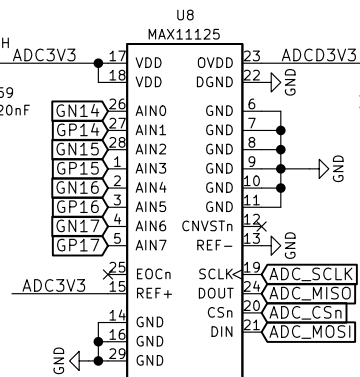 U8
MAX11125
H
ADC3V3 17 VDD OVDD 23 ADCD3V3
18 VDD DGND 22 GND
59
20nF
GN14 26 AIN0 GND 6
GP14 27 AIN1 GND 7
GN15 28 AIN2 GND 8
GP15 1 AIN3 GND 9 GND
GN16 2 AIN4 GND 10
GP16 3 AIN5 GND 11
GN17 4 AIN6 CNVSTn 12
GP17 5 AIN7 REF- 13 GND
25 EOCn SCLK 19 ADC_SCLK
ADC3V3 15 REF+ DOUT 24 ADC_MISO
14 GND CSn 20 ADC_CSn
16 GND DIN 21 ADC_MOSI
GND 29 GND